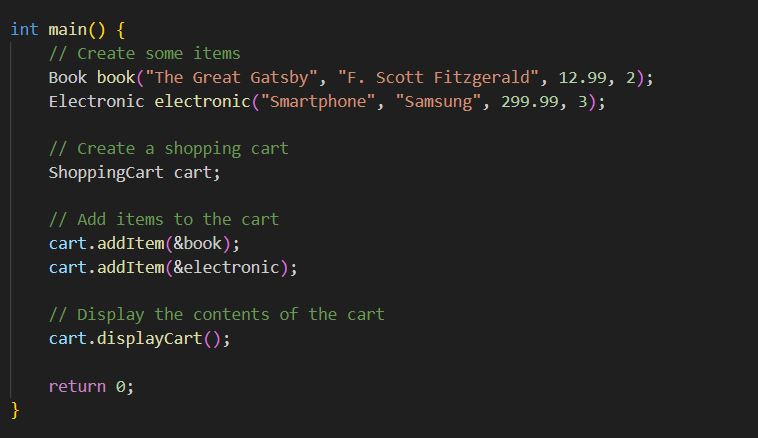 int main() {
    // Create some items
    Book book("The Great Gatsby", "F. Scott Fitzgerald", 12.99, 2);
    Electronic electronic("Smartphone", "Samsung", 299.99, 3);

    // Create a shopping cart
    ShoppingCart cart;

    // Add items to the cart
    cart.addItem(&book);
    cart.addItem(&electronic);

    // Display the contents of the cart
    cart.displayCart();

    return 0;
}